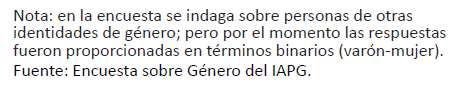 Nota: en la encuesta se indaga sobre personas de otras
identidades de género; pero por el momento las respuestas
fueron proporcionadas en términos binarios (varón-mujer).
Fuente: Encuesta sobre Género del IAPG.